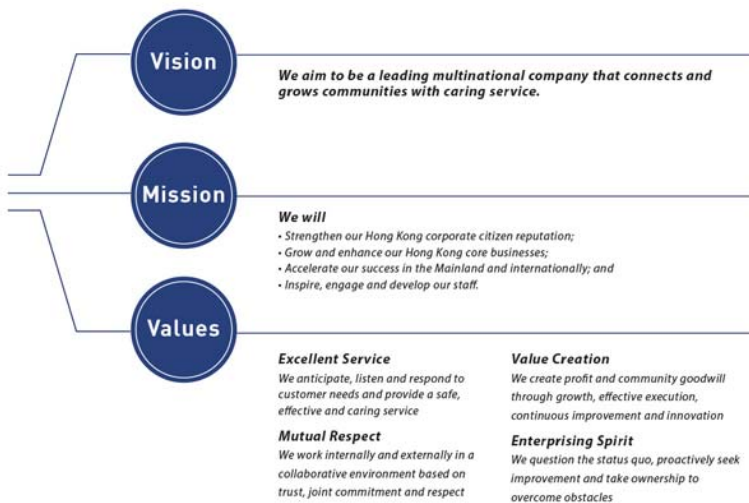 Vision
We aim to be a leading multinational company that connects and
grows communities with caring service.
Mission
We will
• Strengthen our Hong Kong corporate citizen reputation;
• Grow and enhance our Hong Kong core businesses;
• Accelerate our success in the Mainland and internationally; and
• Inspire, engage and develop our staff.
Values
Excellent Service
We anticipate, listen and respond to
customer needs and provide a safe,
effective and caring service
Mutual Respect
We work internally and externally in a
collaborative environment based on
trust, joint commitment and respect
Value Creation
We create profit and community goodwill
through growth, effective execution,
continuous improvement and innovation
Enterprising Spirit
We question the status quo, proactively seek
improvement and take ownership to
overcome obstacles